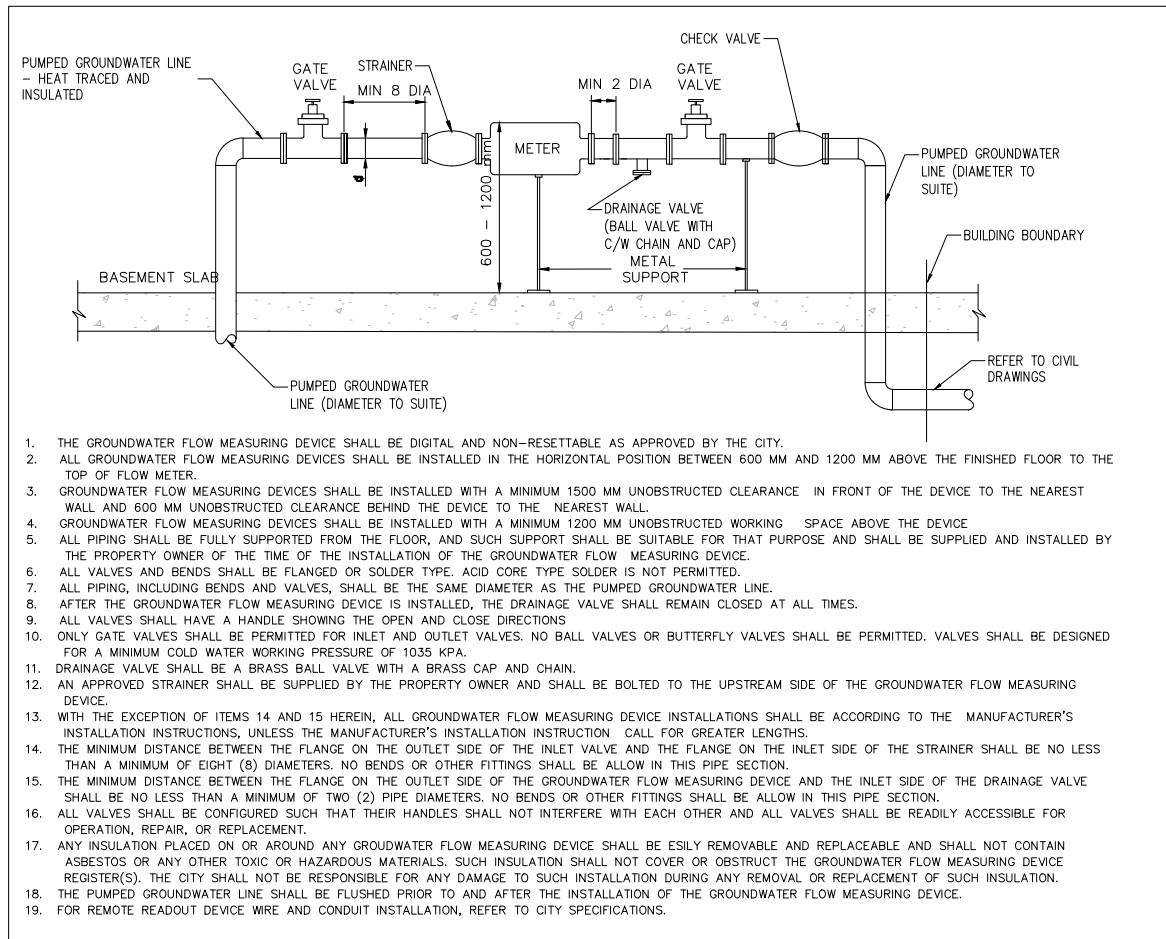 CHECK VALVE
PUMPED GROUNDWATER LINE
– HEAT TRACED AND
INSULATED
GATE
VALVE
STRAINER
MIN 8 DIA
MIN 2 DIA
GATE
VALVE
METER
d
600 – 1200 mm
PUMPED GROUNDWATER
LINE (DIAMETER TO
SUITE)
DRAINAGE VALVE
(BALL VALVE WITH
C/W CHAIN AND CAP)
METAL
SUPPORT
BUILDING BOUNDARY
BASEMENT SLAB
PUMPED GROUNDWATER
LINE (DIAMETER TO SUITE)
REFER TO CIVIL
DRAWINGS
1. THE GROUNDWATER FLOW MEASURING DEVICE SHALL BE DIGITAL AND NON–RESETTABLE AS APPROVED BY THE CITY.
2. ALL GROUNDWATER FLOW MEASURING DEVICES SHALL BE INSTALLED IN THE HORIZONTAL POSITION BETWEEN 600 MM AND 1200 MM ABOVE THE FINISHED FLOOR TO THE
TOP OF FLOW METER.
3. GROUNDWATER FLOW MEASURING DEVICES SHALL BE INSTALLED WITH A MINIMUM 1500 MM UNOBSTRUCTED CLEARANCE IN FRONT OF THE DEVICE TO THE NEAREST
WALL AND 600 MM UNOBSTRUCTED CLEARANCE BEHIND THE DEVICE TO THE NEAREST WALL.
4. GROUNDWATER FLOW MEASURING DEVICES SHALL BE INSTALLED WITH A MINIMUM 1200 MM UNOBSTRUCTED WORKING SPACE ABOVE THE DEVICE
5. ALL PIPING SHALL BE FULLY SUPPORTED FROM THE FLOOR, AND SUCH SUPPORT SHALL BE SUITABLE FOR THAT PURPOSE AND SHALL BE SUPPLIED AND INSTALLED BY
THE PROPERTY OWNER OF THE TIME OF THE INSTALLATION OF THE GROUNDWATER FLOW MEASURING DEVICE.
6. ALL VALVES AND BENDS SHALL BE FLANGED OR SOLDER TYPE. ACID CORE TYPE SOLDER IS NOT PERMITTED.
7. ALL PIPING, INCLUDING BENDS AND VALVES, SHALL BE THE SAME DIAMETER AS THE PUMPED GROUNDWATER LINE.
8. AFTER THE GROUNDWATER FLOW MEASURING DEVICE IS INSTALLED, THE DRAINAGE VALVE SHALL REMAIN CLOSED AT ALL TIMES.
9. ALL VALVES SHALL HAVE A HANDLE SHOWING THE OPEN AND CLOSE DIRECTIONS
10. ONLY GATE VALVES SHALL BE PERMITTED FOR INLET AND OUTLET VALVES. NO BALL VALVES OR BUTTERFLY VALVES SHALL BE PERMITTED. VALVES SHALL BE DESIGNED
FOR A MINIMUM COLD WATER WORKING PRESSURE OF 1035 KPA.
11. DRAINAGE VALVE SHALL BE A BRASS BALL VALVE WITH A BRASS CAP AND CHAIN.
12. AN APPROVED STRAINER SHALL BE SUPPLIED BY THE PROPERTY OWNER AND SHALL BE BOLTED TO THE UPSTREAM SIDE OF THE GROUNDWATER FLOW MEASURING
DEVICE.
13. WITH THE EXCEPTION OF ITEMS 14 AND 15 HEREIN, ALL GROUNDWATER FLOW MEASURING DEVICE INSTALLATIONS SHALL BE ACCORDING TO THE MANUFACTURER'S
INSTALLATION INSTRUCTIONS, UNLESS THE MANUFACTURER'S INSTALLATION INSTRUCTION CALL FOR GREATER LENGTHS.
14. THE MINIMUM DISTANCE BETWEEN THE FLANGE ON THE OUTLET SIDE OF THE INLET VALVE AND THE FLANGE ON THE INLET SIDE OF THE STRAINER SHALL BE NO LESS
THAN A MINIMUM OF EIGHT (8) DIAMETERS. NO BENDS OR OTHER FITTINGS SHALL BE ALLOW IN THIS PIPE SECTION.
15. THE MINIMUM DISTANCE BETWEEN THE FLANGE ON THE OUTLET SIDE OF THE GROUNDWATER FLOW MEASURING DEVICE AND THE INLET SIDE OF THE DRAINAGE VALVE
SHALL BE NO LESS THAN A MINIMUM OF TWO (2) PIPE DIAMETERS. NO BENDS OR OTHER FITTINGS SHALL BE ALLOW IN THIS PIPE SECTION.
16. ALL VALVES SHALL BE CONFIGURED SUCH THAT THEIR HANDLES SHALL NOT INTERFERE WITH EACH OTHER AND ALL VALVES SHALL BE READILY ACCESSIBLE FOR
OPERATION, REPAIR, OR REPLACEMENT.
17. ANY INSULATION PLACED ON OR AROUND ANY GROUDWATER FLOW MEASURING DEVICE SHALL BE ESILY REMOVABLE AND REPLACEABLE AND SHALL NOT CONTAIN
ASBESTOS OR ANY OTHER TOXIC OR HAZARDOUS MATERIALS. SUCH INSULATION SHALL NOT COVER OR OBSTRUCT THE GROUNDWATER FLOW MEASURING DEVICE
REGISTER(S). THE CITY SHALL NOT BE RESPONSIBLE FOR ANY DAMAGE TO SUCH INSTALLATION DURING ANY REMOVAL OR REPLACEMENT OF SUCH INSULATION.
18. THE PUMPED GROUNDWATER LINE SHALL BE FLUSHED PRIOR TO AND AFTER THE INSTALLATION OF THE GROUNDWATER FLOW MEASURING DEVICE.
19. FOR REMOTE READOUT DEVICE WIRE AND CONDUIT INSTALLATION, REFER TO CITY SPECIFICATIONS.